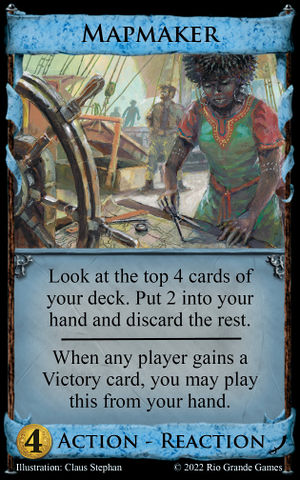 MAPMAKER
Look at the top 4 cards of
your deck. Put 2 into your
hand and discard the rest.
When any player gains a
Victory card, you may play
this from your hand.
4 ACTION - REACTION
Illustration: Claus Stephan © 2022 Rio Grande Games